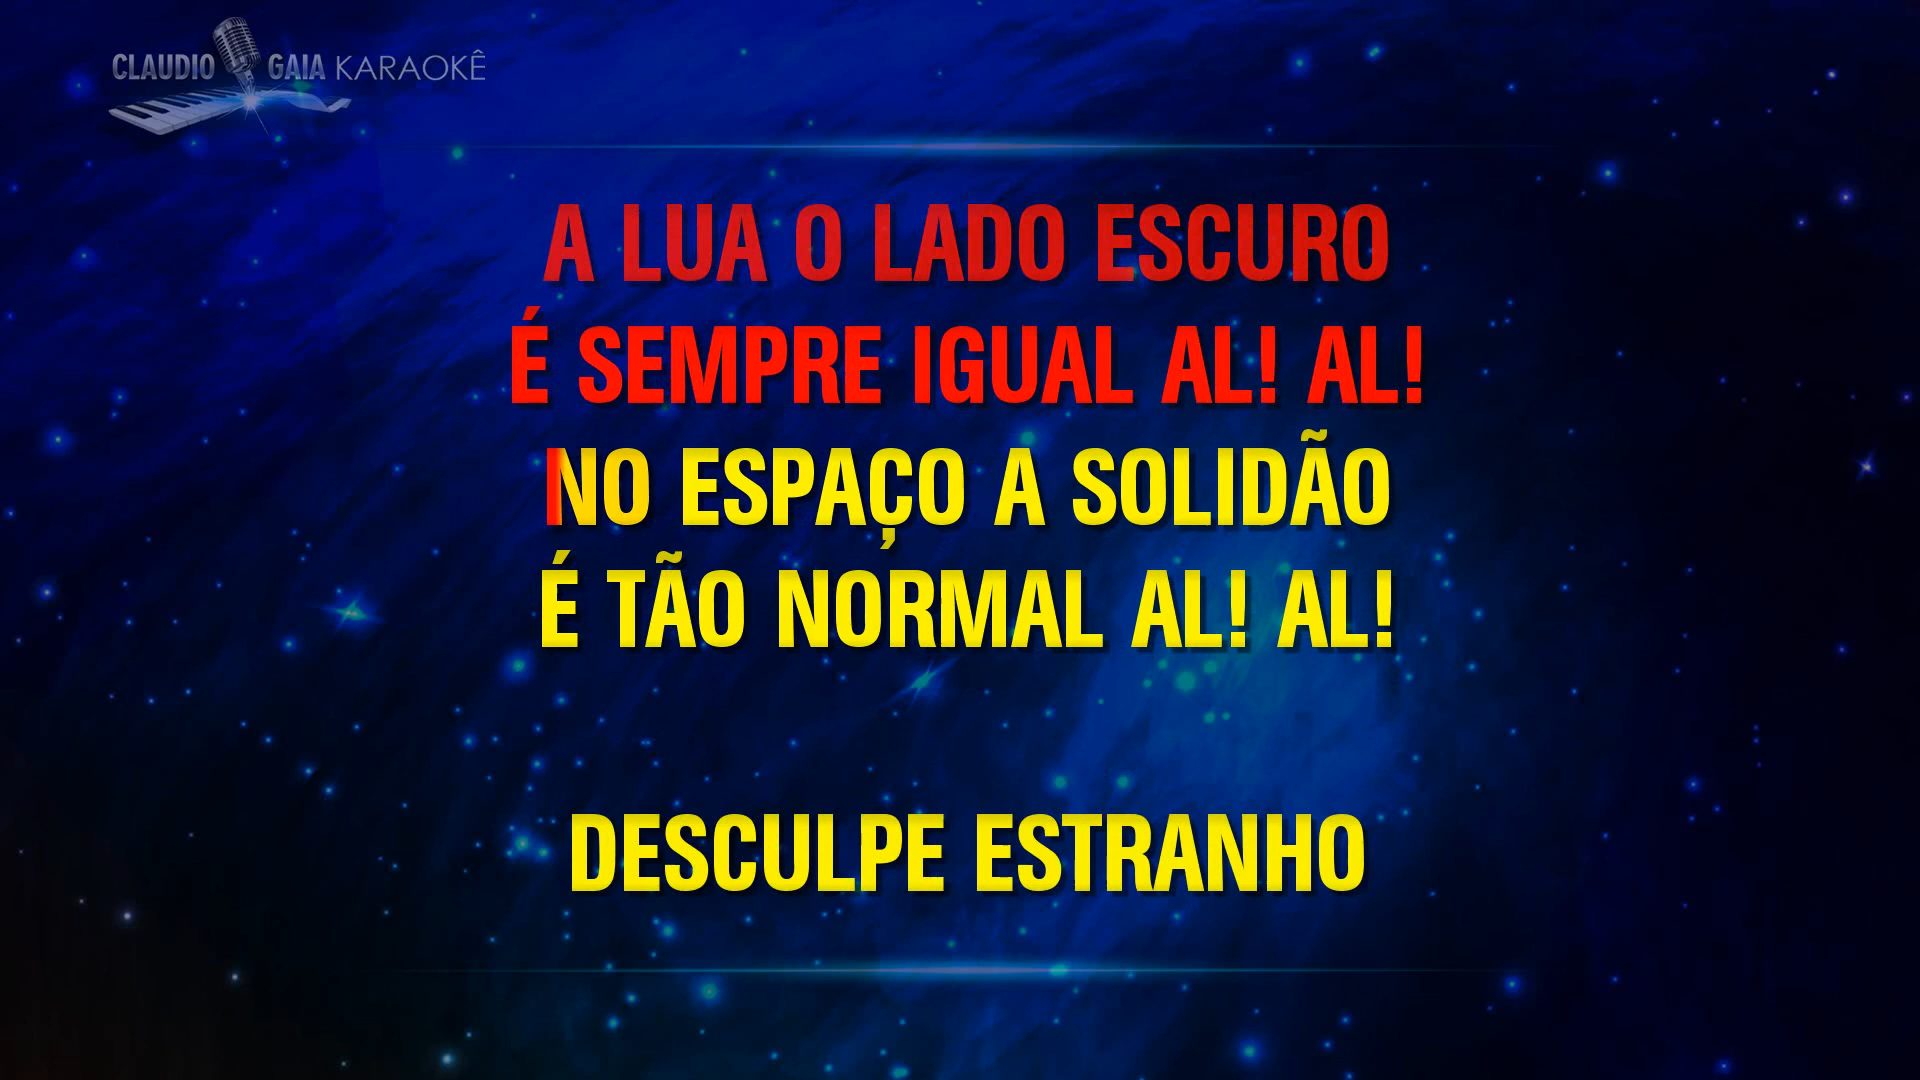 CLAUDIO GAIA KARAOKÊ
A LUA O LADO ESCURO
É SEMPRE IGUAL AL! AL!
NO ESPAÇO A SOLIDÃO
É TÃO NORMAL AL! AL!
DESCULPE ESTRANHO